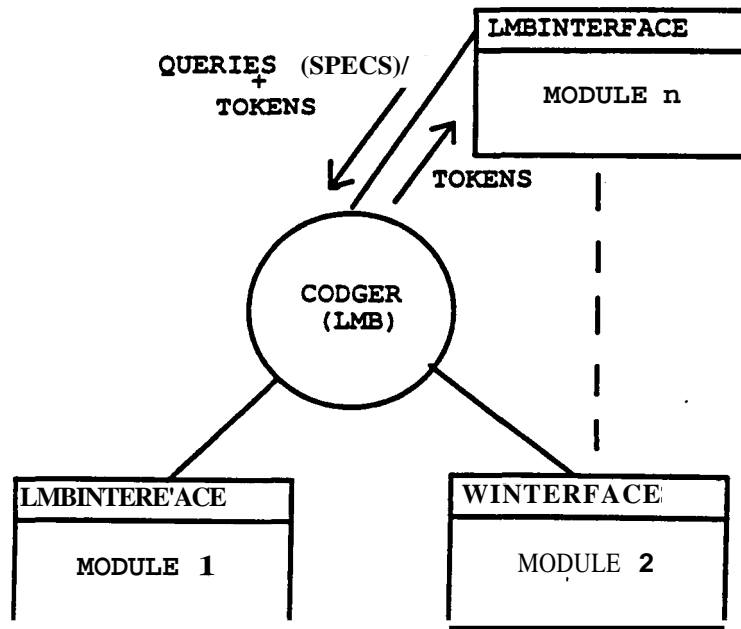 LMBINTERFACE
MODULE n
QUERIES (SPECS)/
+
TOKENS
TOKENS
CODGER
(LMB)
LMBINTERE'ACE
MODULE 1
WINTERFACE
MODULE 2